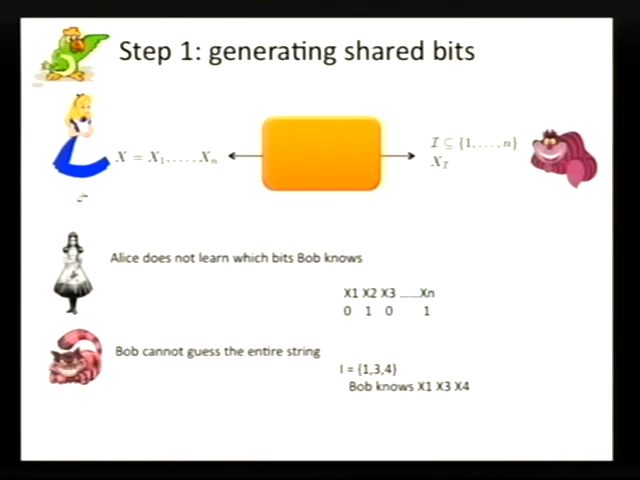 Step 1: generating shared bits
X = X₁, . . . , Xₙ
I ⊆ {1, . . . , n}
X_I
Alice does not learn which bits Bob knows
X1 X2 X3 ......Xn
0 1 0 1
Bob cannot guess the entire string
I = {1,3,4}
Bob knows X1 X3 X4